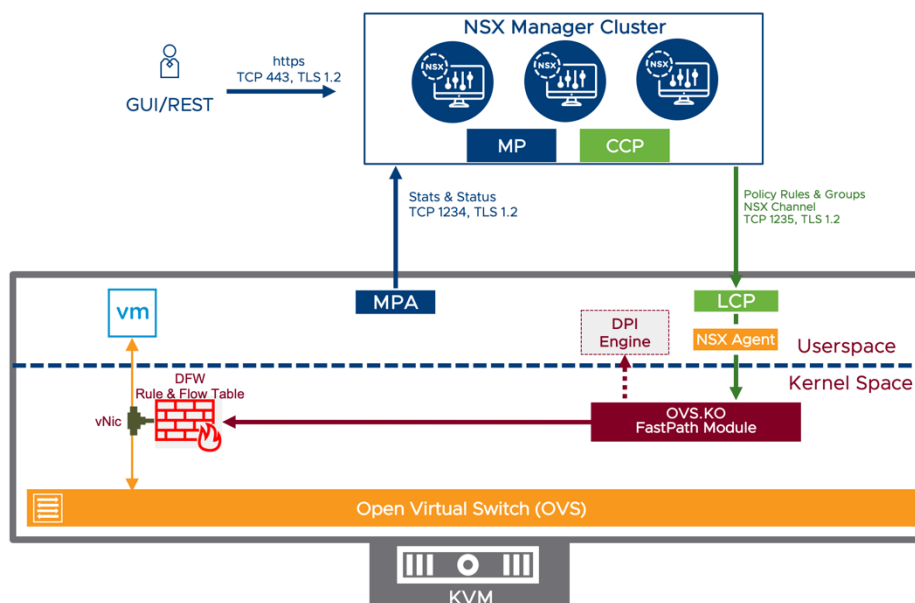 NSX Manager Cluster
https
TCP 443, TLS 1.2
GUI/REST
NSX
NSX
NSX
MP
CCP
Stats & Status
TCP 1234, TLS 1.2
Policy Rules & Groups
NSX Channel
TCP 1235, TLS 1.2
vm
MPA
LCP
DPI
Engine
NSX Agent
Userspace
Kernel Space
DFW
Rule & Flow Table
vNic
OVS.KO
FastPath Module
Open Virtual Switch (OVS)
KVM